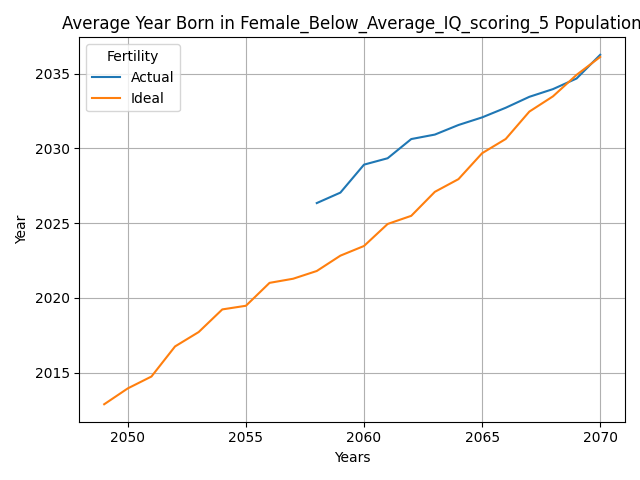 Average Year Born in Female_Below_Average_IQ_scoring_5 Population
Fertility
Actual
Ideal
2035
2030
2025
2020
2015
Year
2050 2055 2060 2065 2070
Years